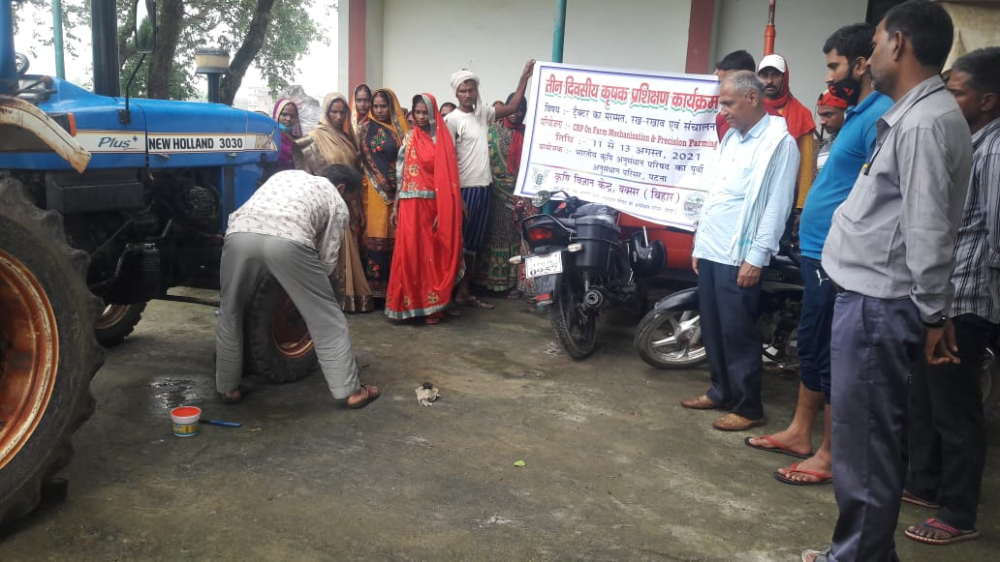 Plus+ NEW HOLLAND 3030
तीन दिवसीय कृषक प्रशिक्षण कार्यक्रम
विषय :- ट्रैक्टर का मरम्मत, रख-रखाव एवं संचालन
परियोजना :- CRP On Farm Mechanization & Precision Farming
तिथि :- 11 से 13 अगस्त, 2021
प्रायोजक :- भारतीय कृषि अनुसंधान परिषद का पूर्वी
अनुसंधान परिसर, पटना
कृषि विज्ञान केन्द्र, बक्सर (बिहार)
0957